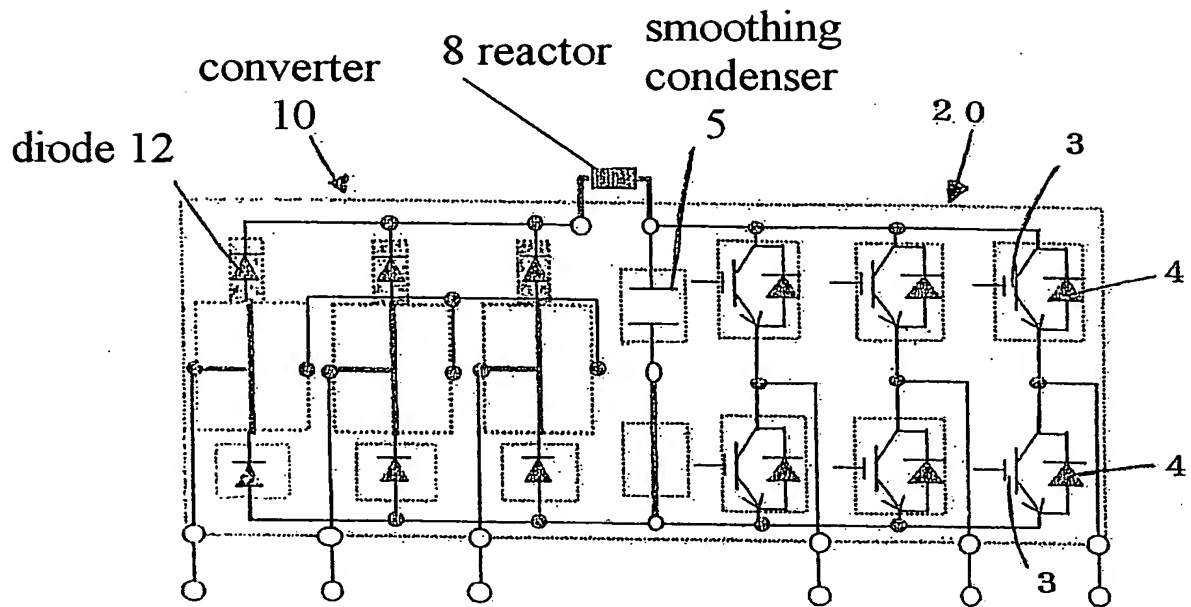 8 reactor
smoothing
condenser
5
converter
10
diode 12
2 0
3
4
4
3